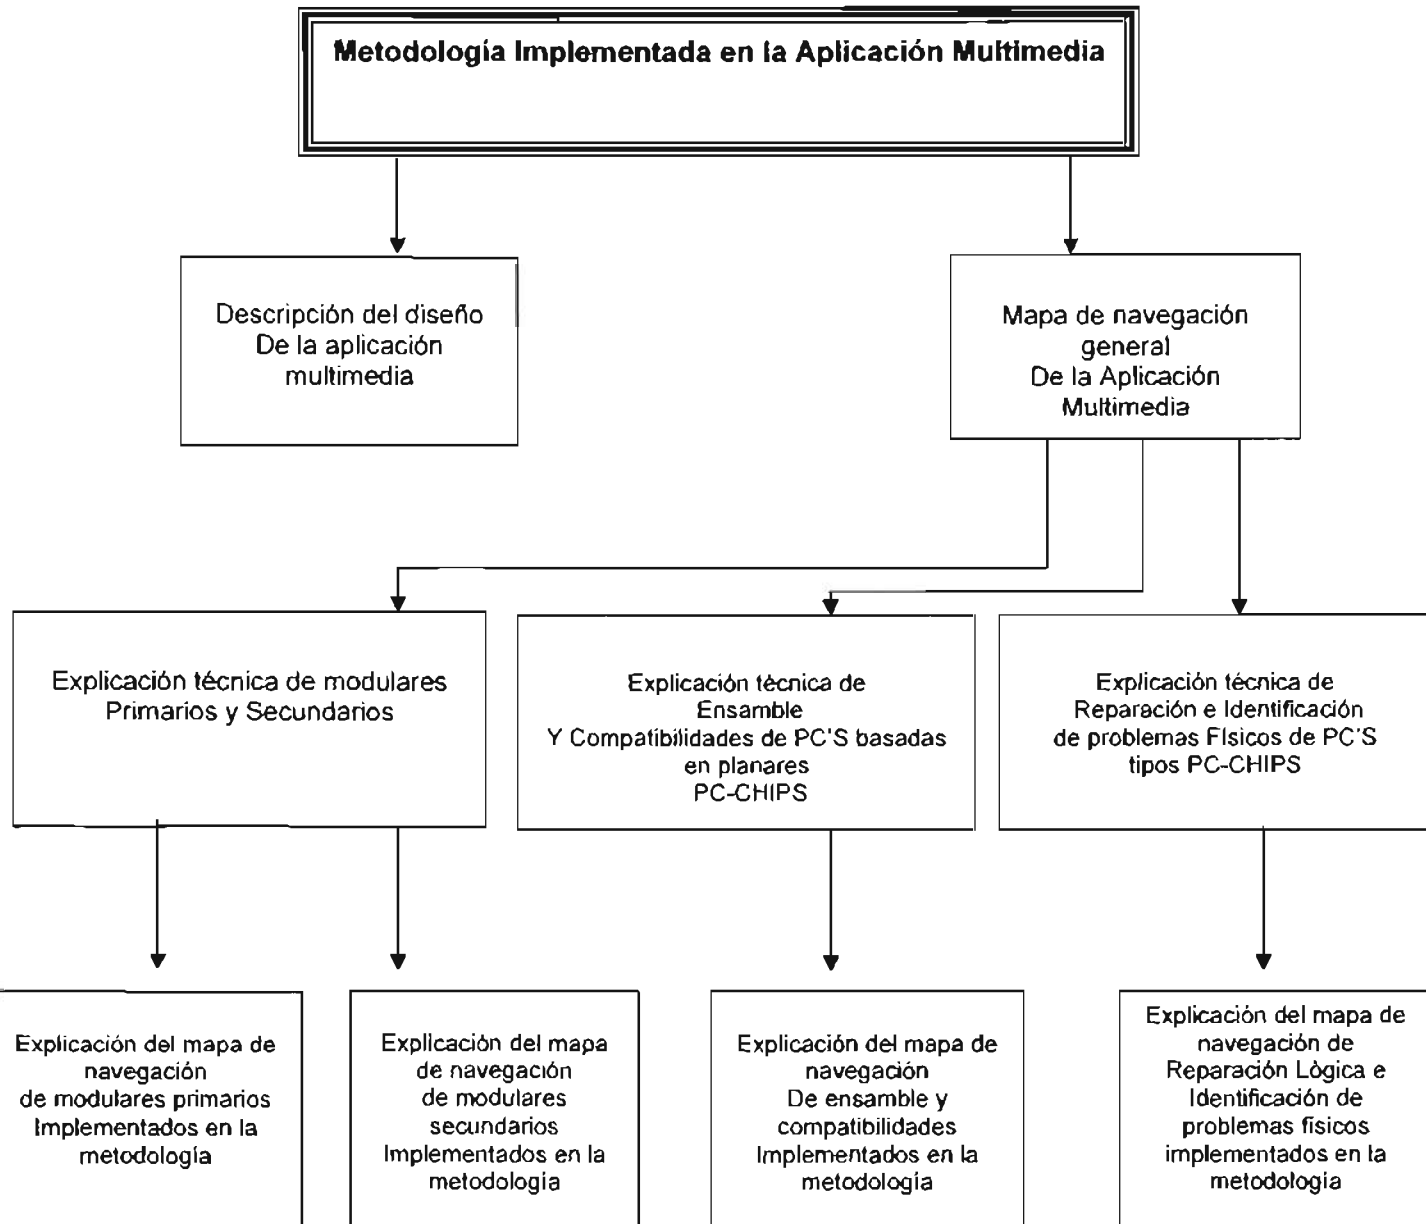 Metodología Implementada en la Aplicación Multimedia
Descripción del diseño
De la aplicación
multimedia
Mapa de navegación
general
De la Aplicación
Multimedia
Explicación técnica de modulares
Primarios y Secundarios
Explicación técnica de
Ensamble
Y Compatibilidades de PC'S basadas
en planares
PC-CHIPS
Explicación técnica de
Reparación e Identificación
de problemas Físicos de PC'S
tipos PC-CHIPS
Explicación del mapa de
navegación
de modulares primarios
Implementados en la
metodología
Explicación del mapa
de navegación
de modulares
secundarios
Implementados en la
metodología
Explicación del mapa de
navegación
De ensamble y
compatibilidades
Implementados en la
metodología
Explicación del mapa de
navegación de
Reparación Lògica e
Identificación de
problemas físicos
implementados en la
metodología